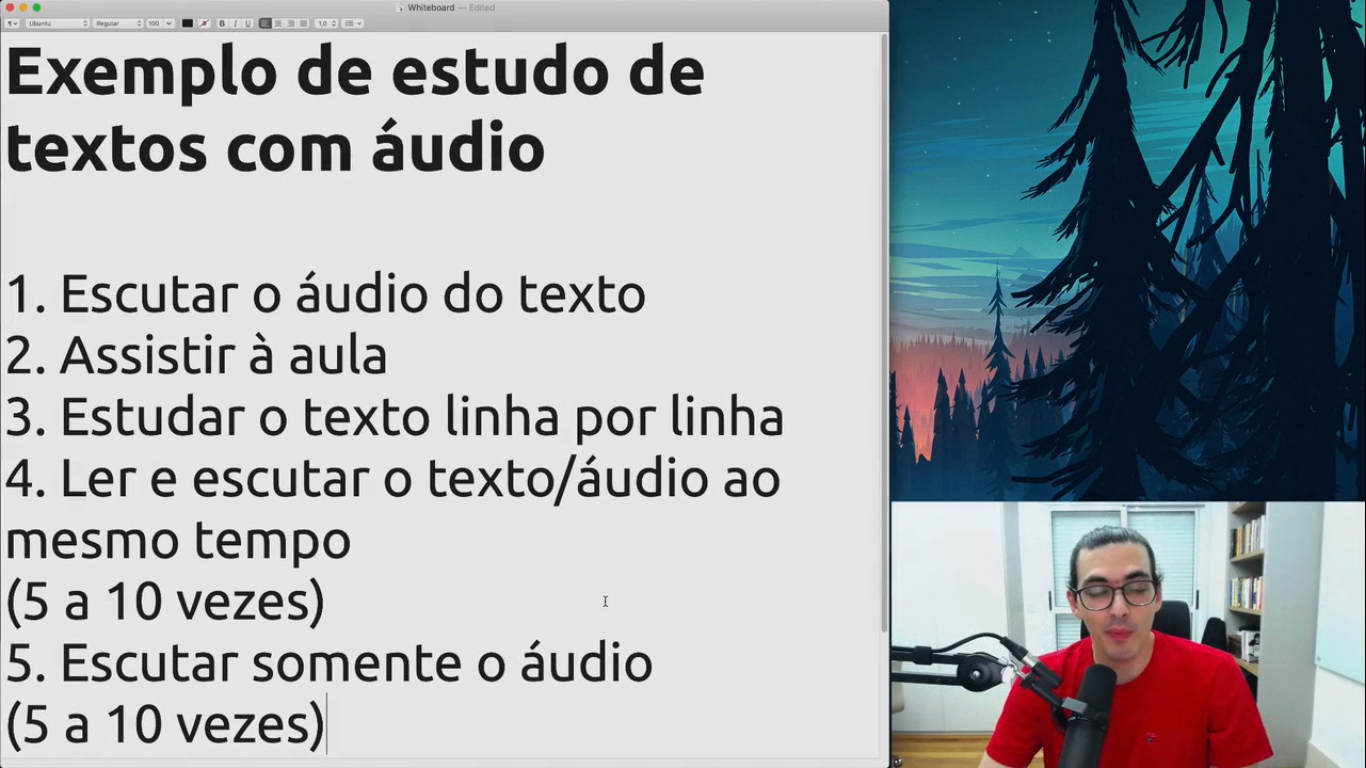 Whiteboard — Edited
¶ Ubuntu Regular 100 B I U 1,0
Exemplo de estudo de
textos com áudio
1. Escutar o áudio do texto
2. Assistir à aula
3. Estudar o texto linha por linha
4. Ler e escutar o texto/áudio ao
mesmo tempo
(5 a 10 vezes)
5. Escutar somente o áudio
(5 a 10 vezes)